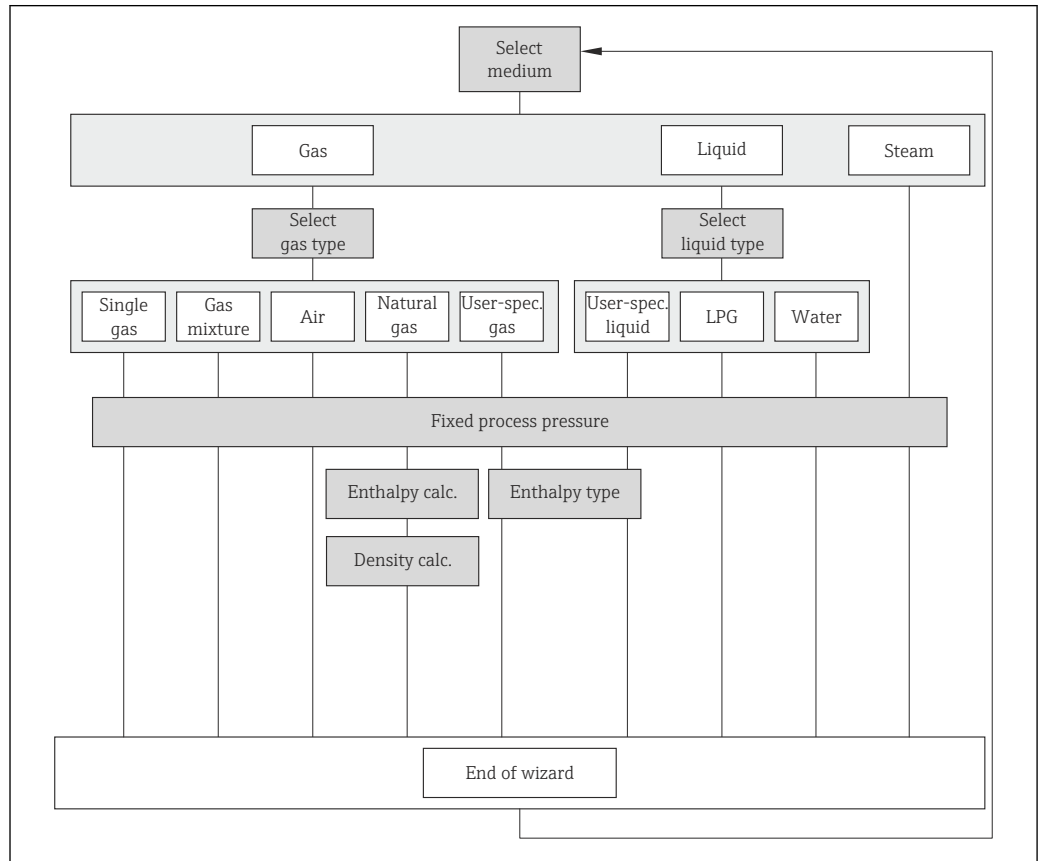 Select
medium
Gas
Liquid
Steam
Select
gas type
Select
liquid type
Single
gas
Gas
mixture
Air
Natural
gas
User-spec.
gas
User-spec.
liquid
LPG
Water
Fixed process pressure
Enthalpy calc.
Enthalpy type
Density calc.
End of wizard